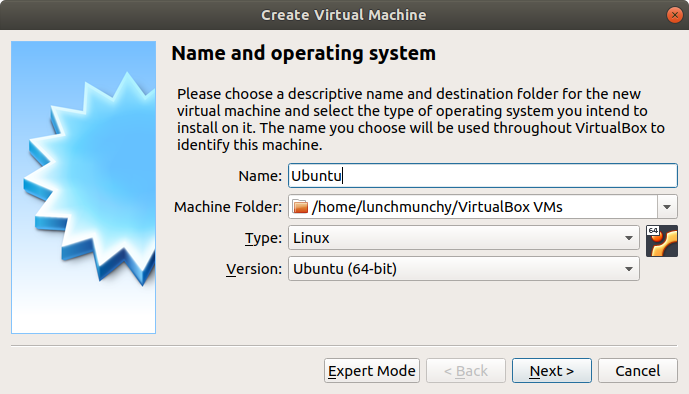 Create Virtual Machine
Name and operating system
Please choose a descriptive name and destination folder for the new
virtual machine and select the type of operating system you intend to
install on it. The name you choose will be used throughout VirtualBox to
identify this machine.
Name: Ubuntu
Machine Folder: /home/lunchmunchy/VirtualBox VMs
Type: Linux
64
Version: Ubuntu (64-bit)
Expert Mode < Back Next > Cancel